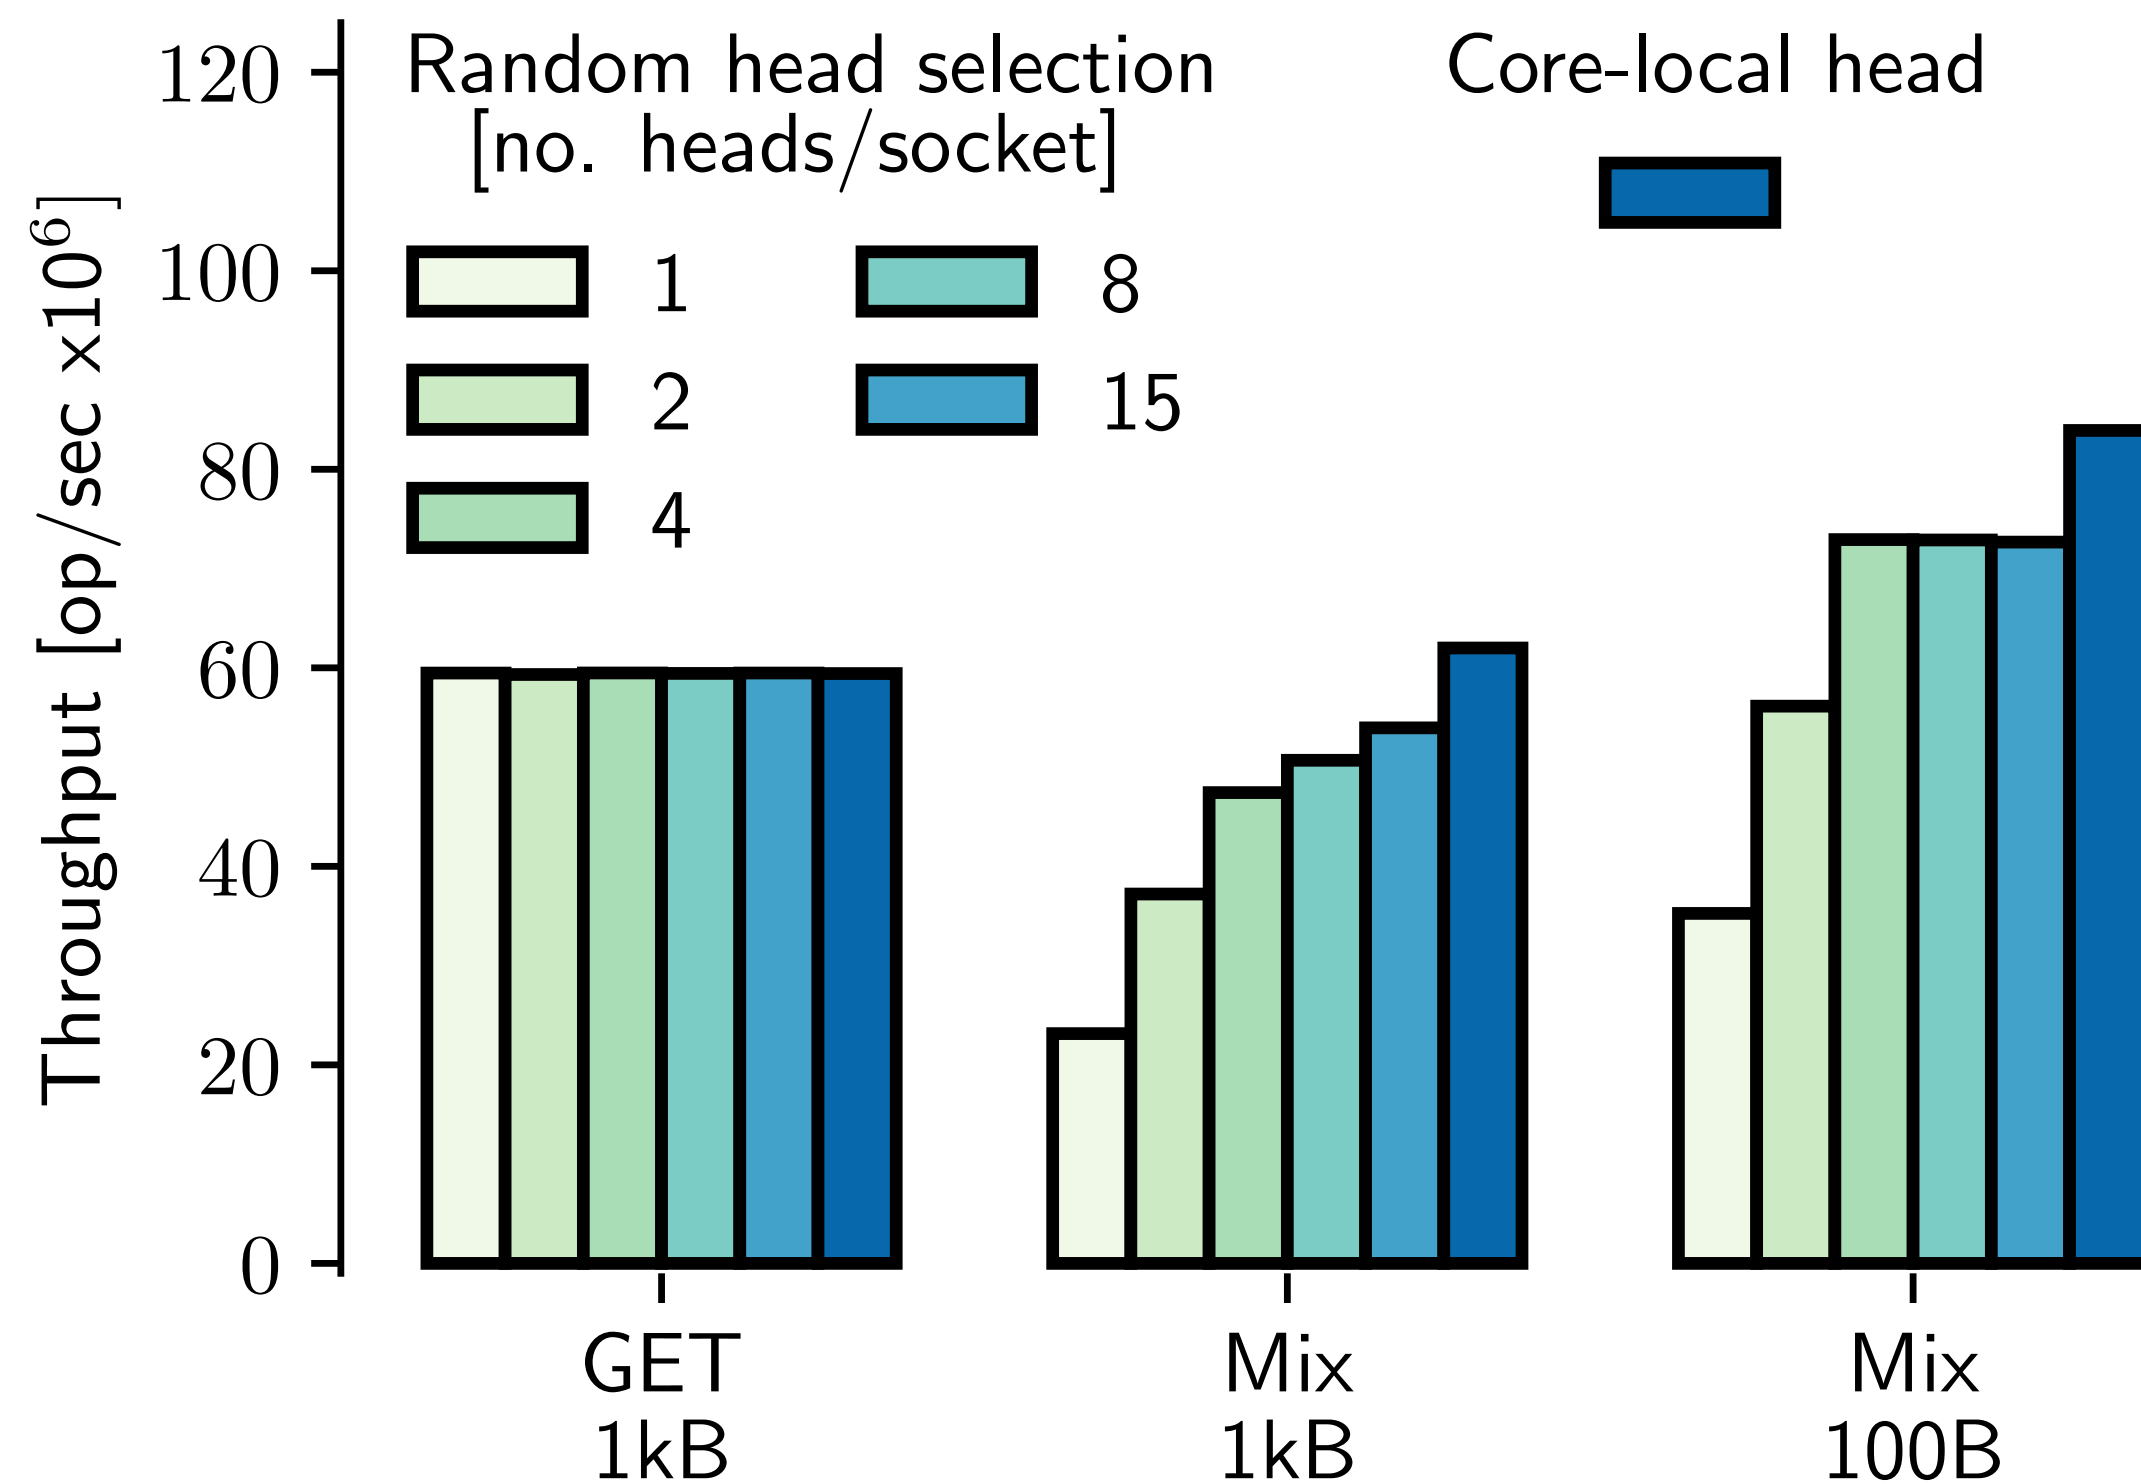 Throughput [op/sec x10⁶]
120
100
80
60
40
20
0
Random head selection
[no. heads/socket]
1
2
4
8
15
Core-local head
GET
1kB
Mix
1kB
Mix
100B